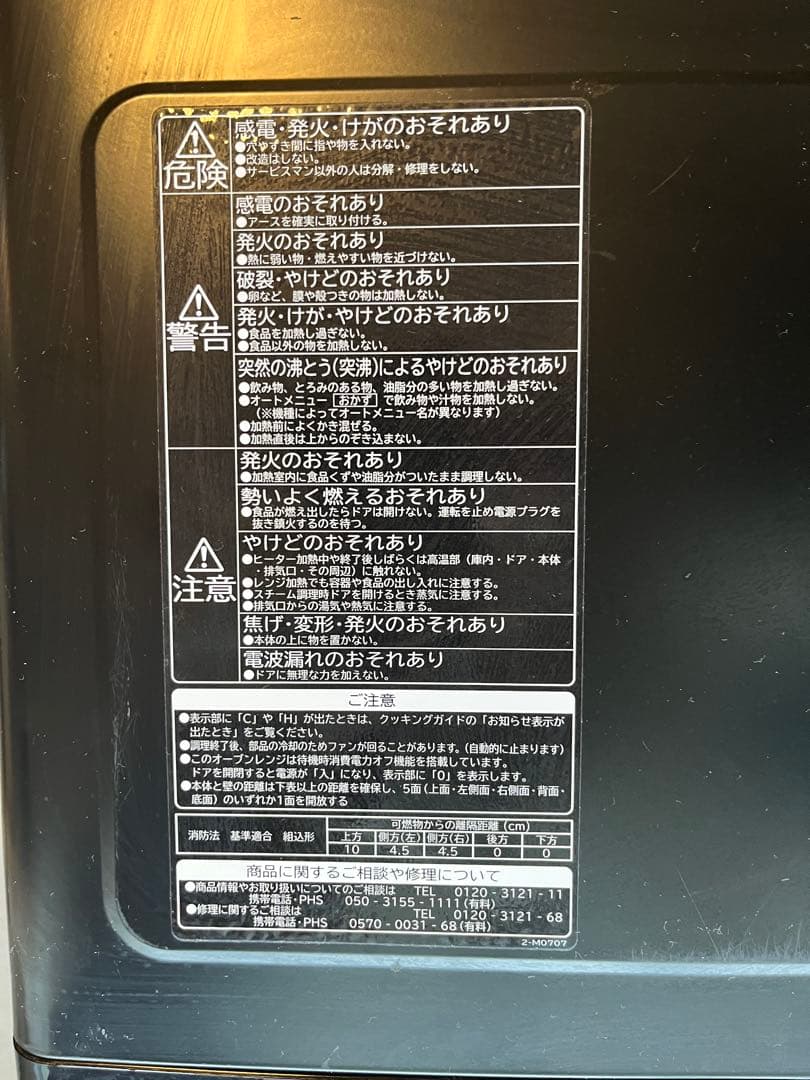 危険
感電・発火・けがのおそれあり
●穴やすき間に指や物を入れない。
●改造はしない。
●サービスマン以外の人は分解・修理をしない。
警告
感電のおそれあり
●アースを確実に取り付ける。
発火のおそれあり
●熱に弱い物・燃えやすい物を近づけない。
破裂・やけどのおそれあり
●卵など、膜や殻つきの物は加熱しない。
発火・けが・やけどのおそれあり
●食品を加熱し過ぎない。
●食品以外の物を加熱しない。
突然の沸とう(突沸)によるやけどのおそれあり
●飲み物、とろみのある物、油脂分の多い物を加熱し過ぎない。
●オートメニュー おかず で飲み物や汁物を加熱しない。
(※機種によってオートメニュー名が異なります)
●加熱前によくかき混ぜる。
●加熱直後は上からのぞき込まない。
注意
発火のおそれあり
●加熱室内に食品くずや油脂分がついたまま調理しない。
勢いよく燃えるおそれあり
●食品が燃え出したらドアは開けない。運転を止め電源プラグを
抜き鎮火するのを待つ。
やけどのおそれあり
●ヒーター加熱中や終了後しばらくは高温部(庫内・ドア・本体
・排気口・その周辺)に触れない。
●レンジ加熱でも容器や食品の出し入れに注意する。
●スチーム調理時ドアを開けるとき蒸気に注意する。
●排気口からの湯気や熱気に注意する。
焦げ・変形・発火のおそれあり
●本体の上に物を置かない。
電波漏れのおそれあり
●ドアに無理な力を加えない。
ご注意
●表示部に「C」や「H」が出たときは、クッキングガイドの「お知らせ表示が
出たとき」をご覧ください。
●調理終了後、部品の冷却のためファンが回ることがあります。(自動的に止まります)
●このオーブンレンジは待機時消費電力オフ機能を搭載しています。
ドアを開閉すると電源が「入」になり、表示部に「0」を表示します。
●本体と壁の距離は下表以上の距離を確保し、5面(上面・左側面・右側面・背面・
底面)のいずれか1面を開放する
消防法 基準適合 組込形
可燃物からの離隔距離(cm)
上方 側方(左) 側方(右) 後方 下方
10 4.5 4.5 0 0
商品に関するご相談や修理について
●商品情報やお取り扱いについてのご相談は TEL 0120-3121-11
携帯電話・PHS 050-3155-1111(有料)
●修理に関するご相談は TEL 0120-3121-68
携帯電話・PHS 0570-0031-68(有料)
2-M0707